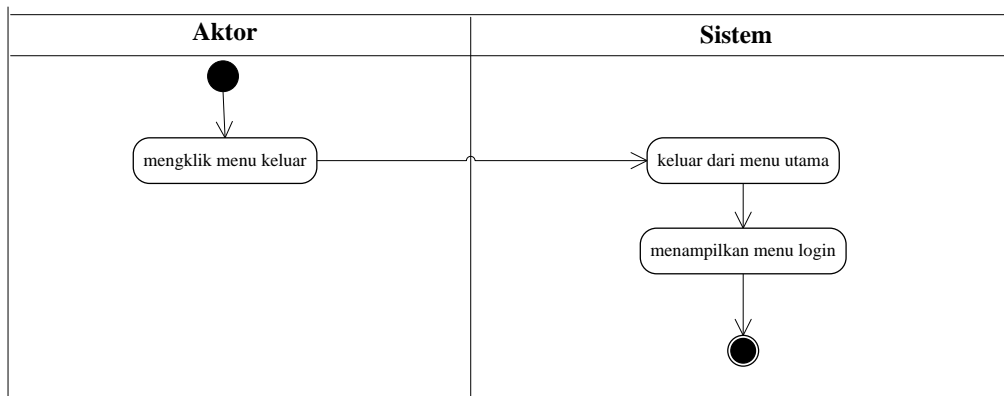 Aktor
Sistem
mengklik menu keluar
keluar dari menu utama
menampilkan menu login